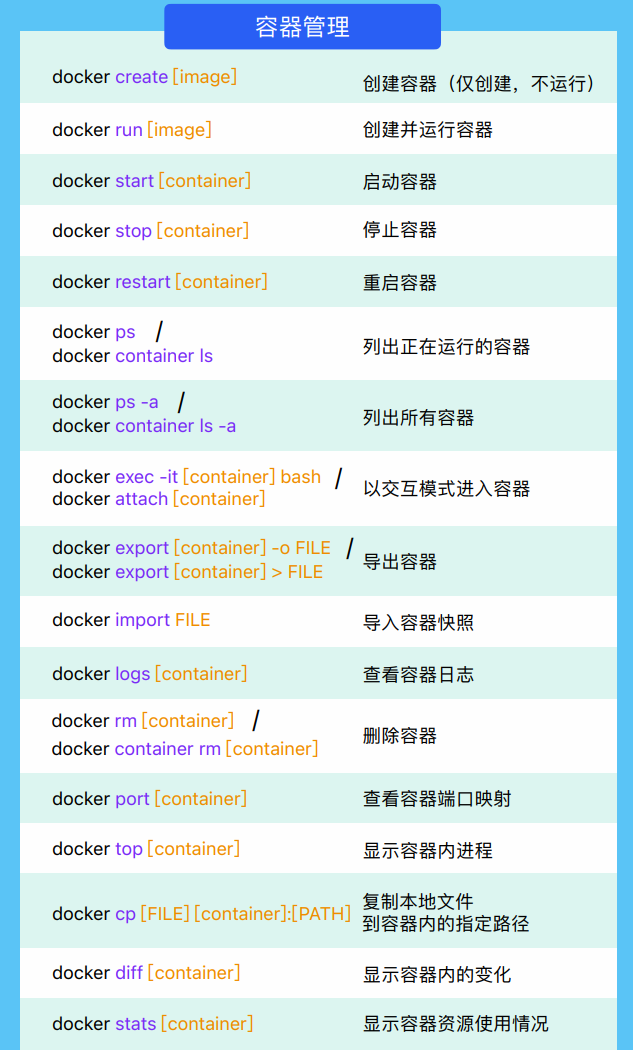 容器管理
docker create [image] 创建容器（仅创建，不运行）
docker run [image] 创建并运行容器
docker start [container] 启动容器
docker stop [container] 停止容器
docker restart [container] 重启容器
docker ps /
docker container ls
列出正在运行的容器
docker ps -a /
docker container ls -a
列出所有容器
docker exec -it [container] bash /
docker attach [container]
以交互模式进入容器
docker export [container] -o FILE /
docker export [container] > FILE
导出容器
docker import FILE 导入容器快照
docker logs [container] 查看容器日志
docker rm [container] /
docker container rm [container]
删除容器
docker port [container] 查看容器端口映射
docker top [container] 显示容器内进程
docker cp [FILE] [container]:[PATH]
复制本地文件
到容器内的指定路径
docker diff [container] 显示容器内的变化
docker stats [container] 显示容器资源使用情况